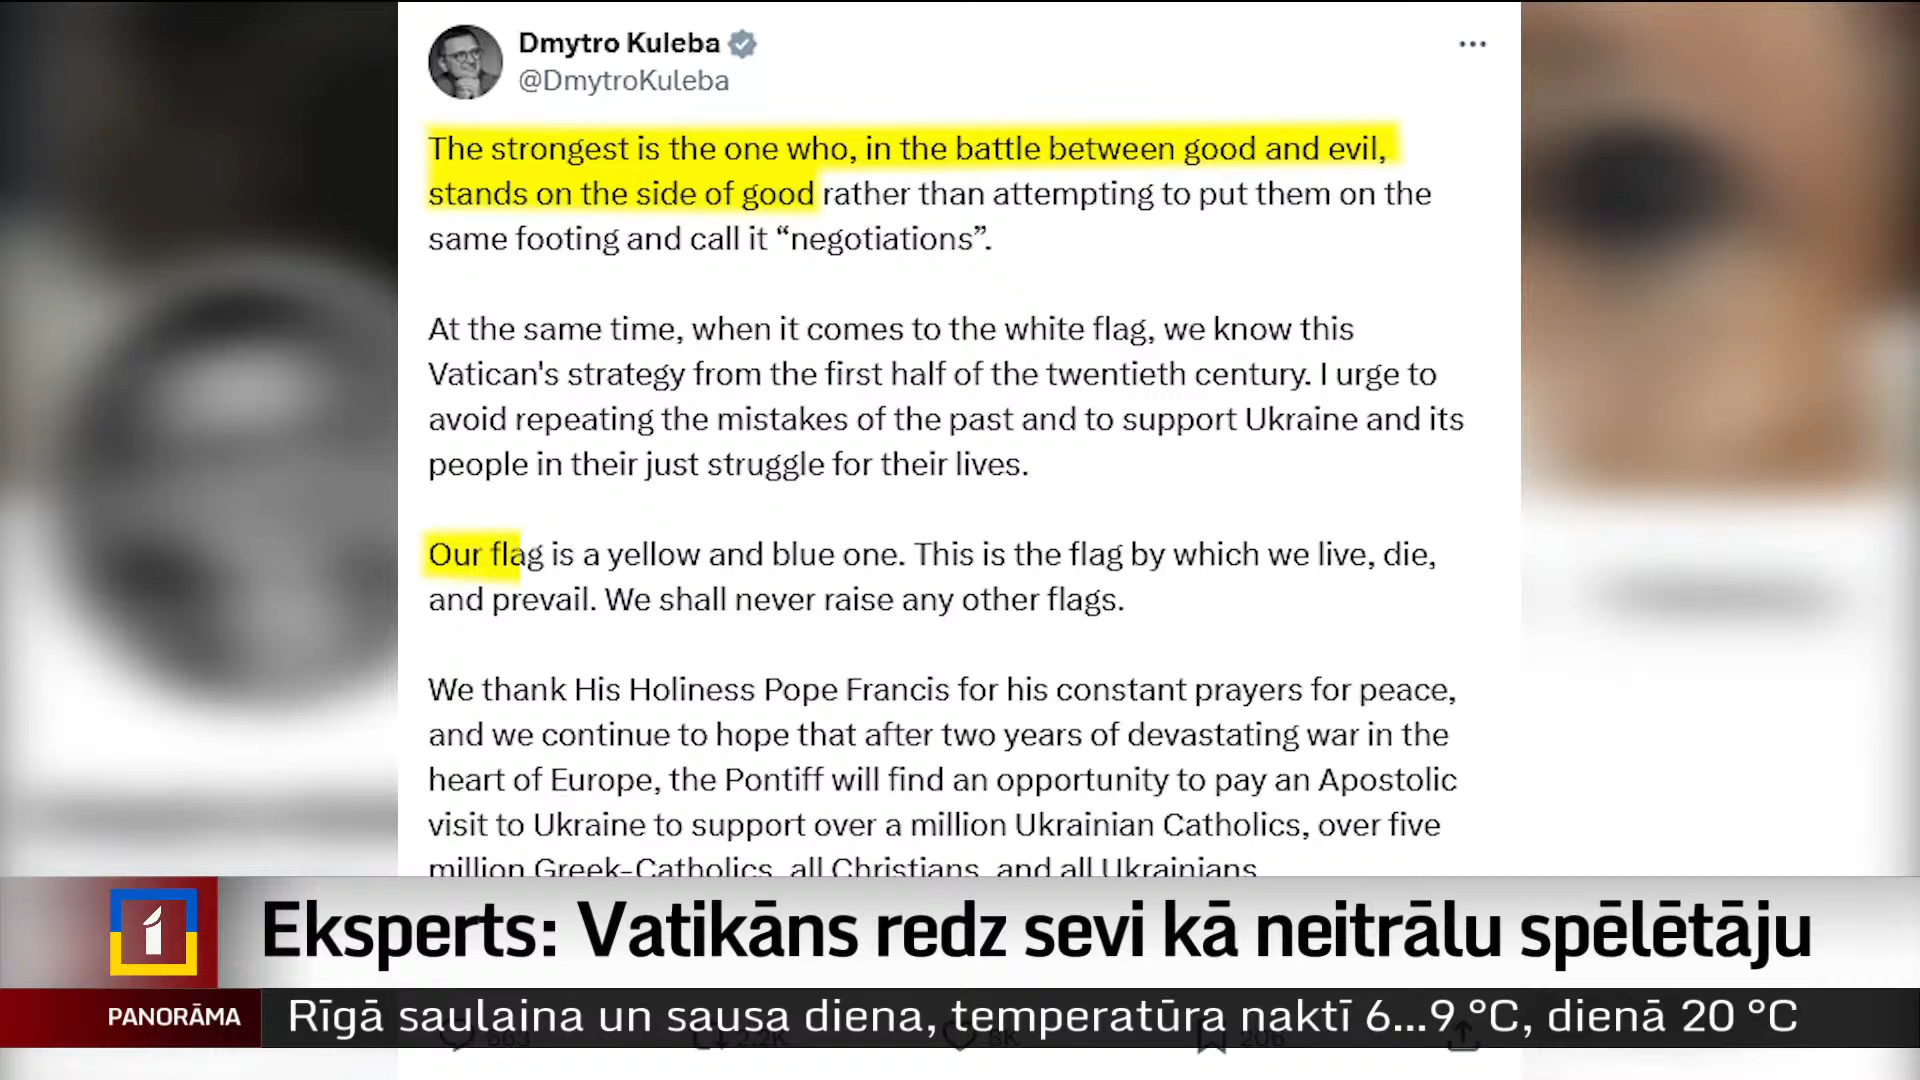 Dmytro Kuleba
@DmytroKuleba
The strongest is the one who, in the battle between good and evil,
stands on the side of good rather than attempting to put them on the
same footing and call it “negotiations”.
At the same time, when it comes to the white flag, we know this
Vatican's strategy from the first half of the twentieth century. I urge to
avoid repeating the mistakes of the past and to support Ukraine and its
people in their just struggle for their lives.
Our flag is a yellow and blue one. This is the flag by which we live, die,
and prevail. We shall never raise any other flags.
We thank His Holiness Pope Francis for his constant prayers for peace,
and we continue to hope that after two years of devastating war in the
heart of Europe, the Pontiff will find an opportunity to pay an Apostolic
visit to Ukraine to support over a million Ukrainian Catholics, over five
million Greek-Catholics, all Christians, and all Ukrainians.
1
Eksperts: Vatikāns redz sevi kā neitrālu spēlētāju
PANORĀMA
Rīgā saulaina un sausa diena, temperatūra naktī 6...9 °C, dienā 20 °C